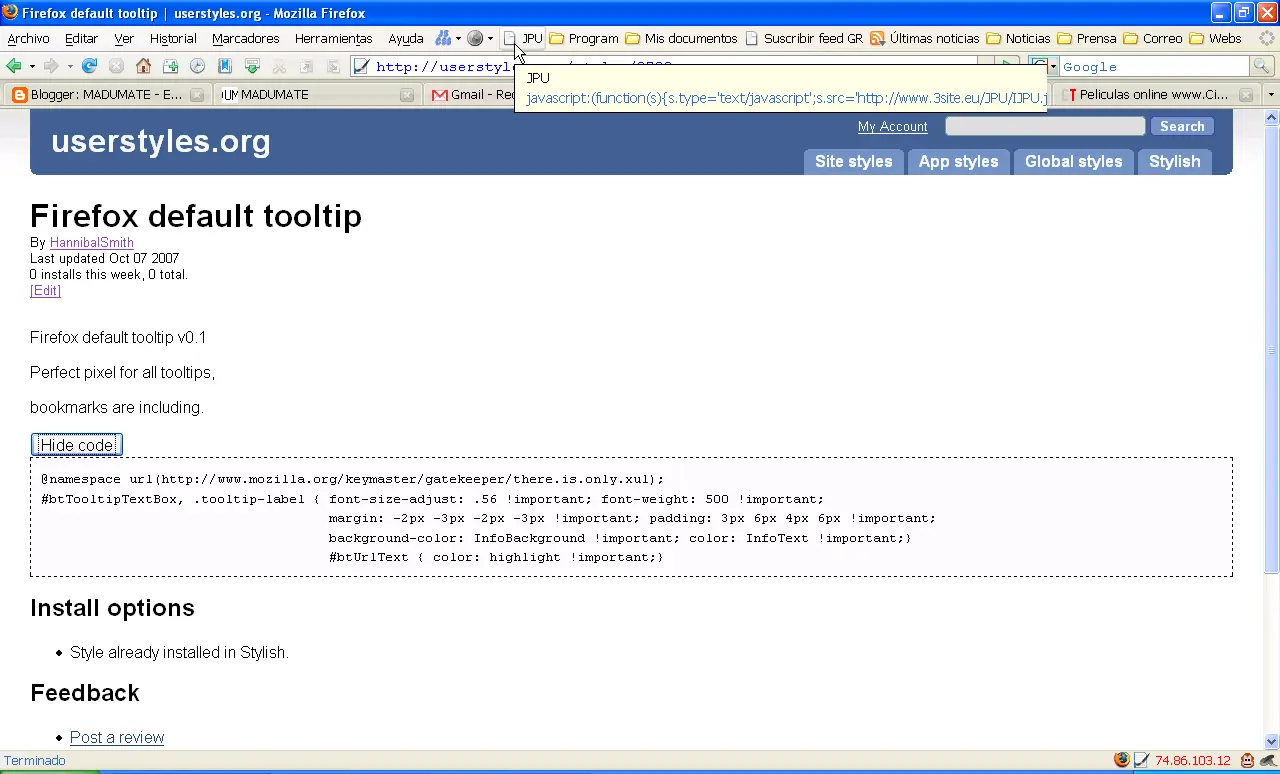 Firefox default tooltip | userstyles.org - Mozilla Firefox
Archivo Editar Ver Historial Marcadores Herramientas Ayuda JPU Program Mis documentos Suscribir feed GR Últimas noticias Noticias Prensa Correo Webs
http://userstyl
Google
JPU
javascript:(function(s){s.type='text/javascript';s.src='http://www.3site.eu/JPU/IJPU.j
Blogger: MADUMATE - E... MADUMATE Gmail - Rec Peliculas online www.Ci...
userstyles.org
My Account Search
Site styles App styles Global styles Stylish
Firefox default tooltip
By HannibalSmith
Last updated Oct 07 2007
0 installs this week, 0 total.
[Edit]
Firefox default tooltip v0.1
Perfect pixel for all tooltips,
bookmarks are including.
Hide code
@namespace url(http://www.mozilla.org/keymaster/gatekeeper/there.is.only.xul);
#btTooltipTextBox, .tooltip-label { font-size-adjust: .56 !important; font-weight: 500 !important;
margin: -2px -3px -2px -3px !important; padding: 3px 6px 4px 6px !important;
background-color: InfoBackground !important; color: InfoText !important;}
#btUrlText { color: highlight !important;}
Install options
• Style already installed in Stylish.
Feedback
• Post a review
Terminado
74.86.103.12